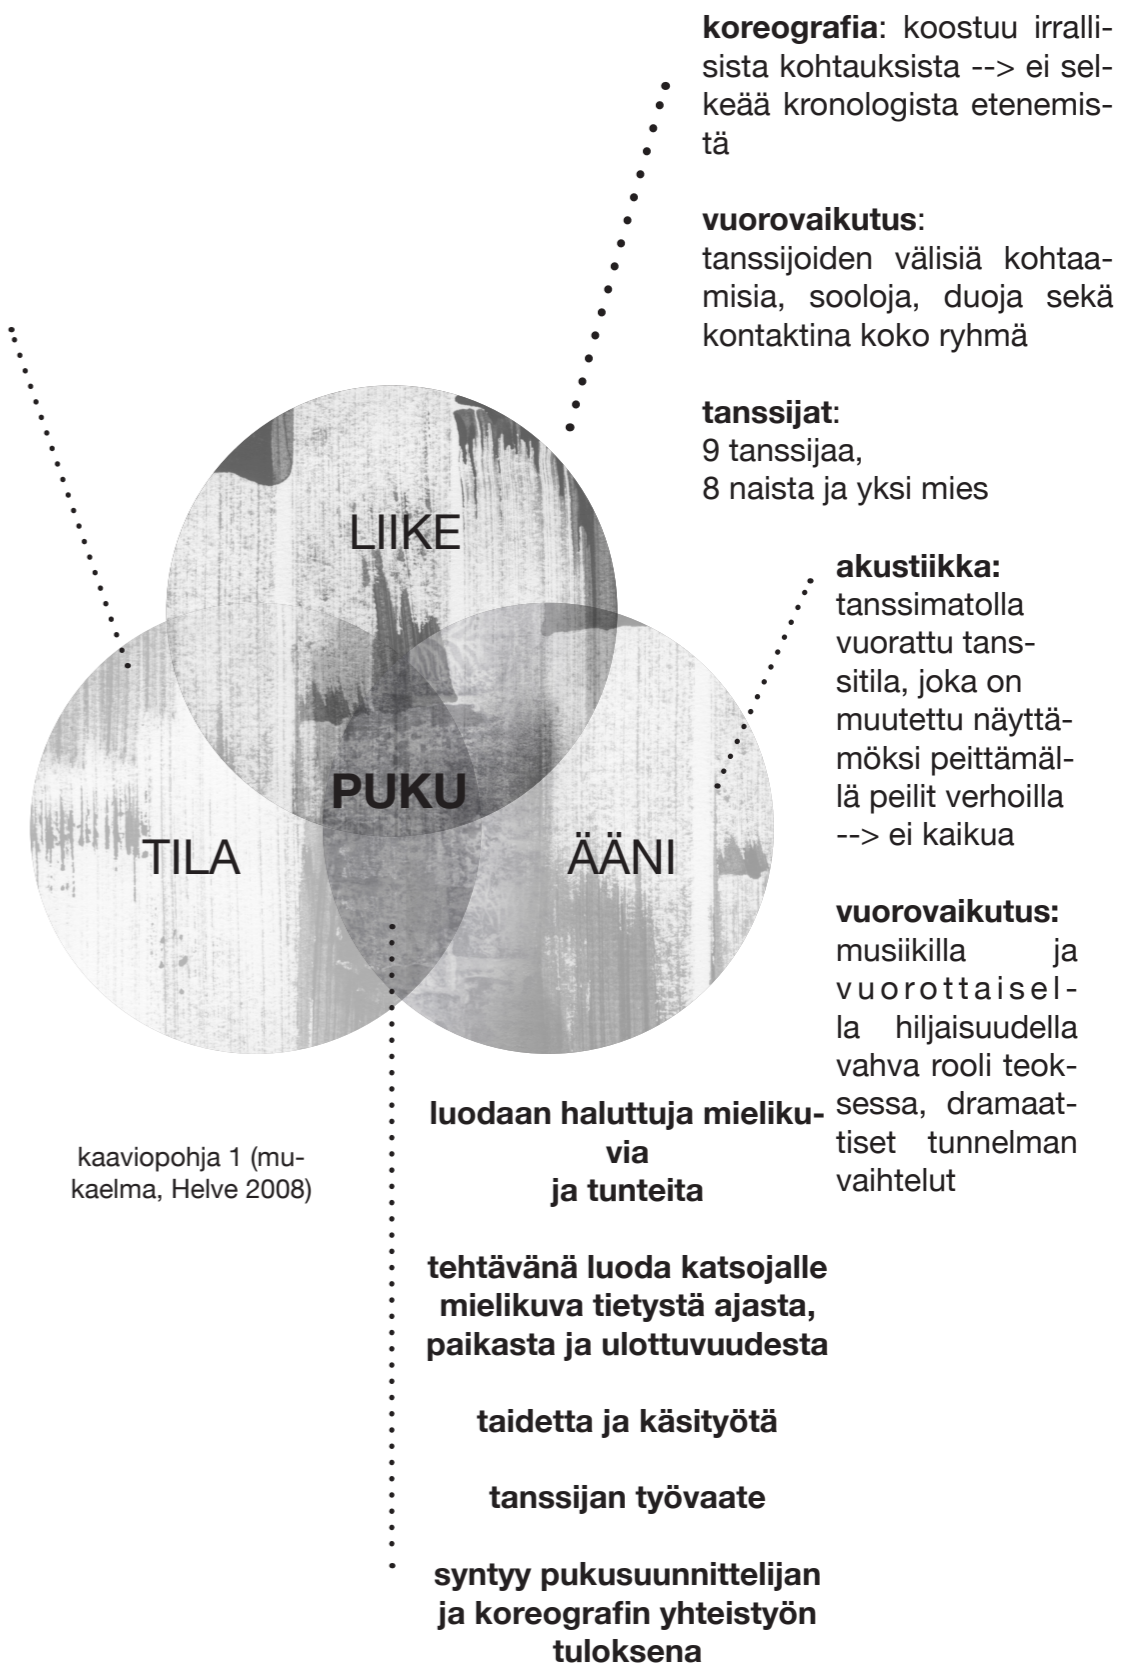 koreografia: koostuu irralli-
sista kohtauksista --> ei sel-
keää kronologista etenemis-
tä
vuorovaikutus:
tanssijoiden välisiä kohtaa-
misia, sooloja, duoja sekä
kontaktina koko ryhmä
tanssijat:
9 tanssijaa,
8 naista ja yksi mies
LIIKE
PUKU
TILA
ÄÄNI
akustiikka:
tanssimatolla
vuorattu tans-
sitila, joka on
muutettu näyttä-
möksi peittämäl-
lä peilit verhoilla
--> ei kaikua
vuorovaikutus:
musiikilla ja
vuorottaisel-
la hiljaisuudella
vahva rooli teok-
sessa, dramaat-
tiset tunnelman
vaihtelut
kaaviopohja 1 (mu-
kaelma, Helve 2008)
luodaan haluttuja mieliku-
via
ja tunteita
tehtävänä luoda katsojalle
mielikuva tietystä ajasta,
paikasta ja ulottuvuudesta
taidetta ja käsityötä
tanssijan työvaate
syntyy pukusuunnittelijan
ja koreografin yhteistyön
tuloksena